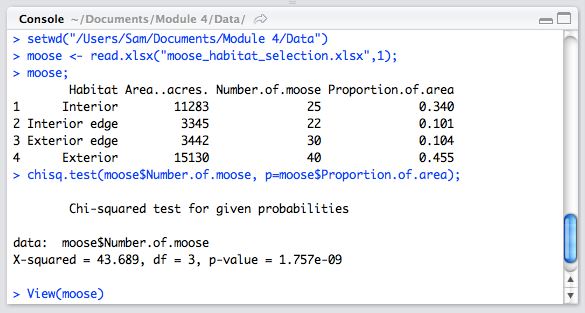 Console ~/Documents/Module 4/Data/
> setwd("/Users/Sam/Documents/Module 4/Data")
> moose <- read.xlsx("moose_habitat_selection.xlsx",1);
> moose;
Habitat Area..acres. Number.of.moose Proportion.of.area
1 Interior 11283 25 0.340
2 Interior edge 3345 22 0.101
3 Exterior edge 3442 30 0.104
4 Exterior 15130 40 0.455
> chisq.test(moose$Number.of.moose, p=moose$Proportion.of.area);
Chi-squared test for given probabilities
data: moose$Number.of.moose
X-squared = 43.689, df = 3, p-value = 1.757e-09
> View(moose)